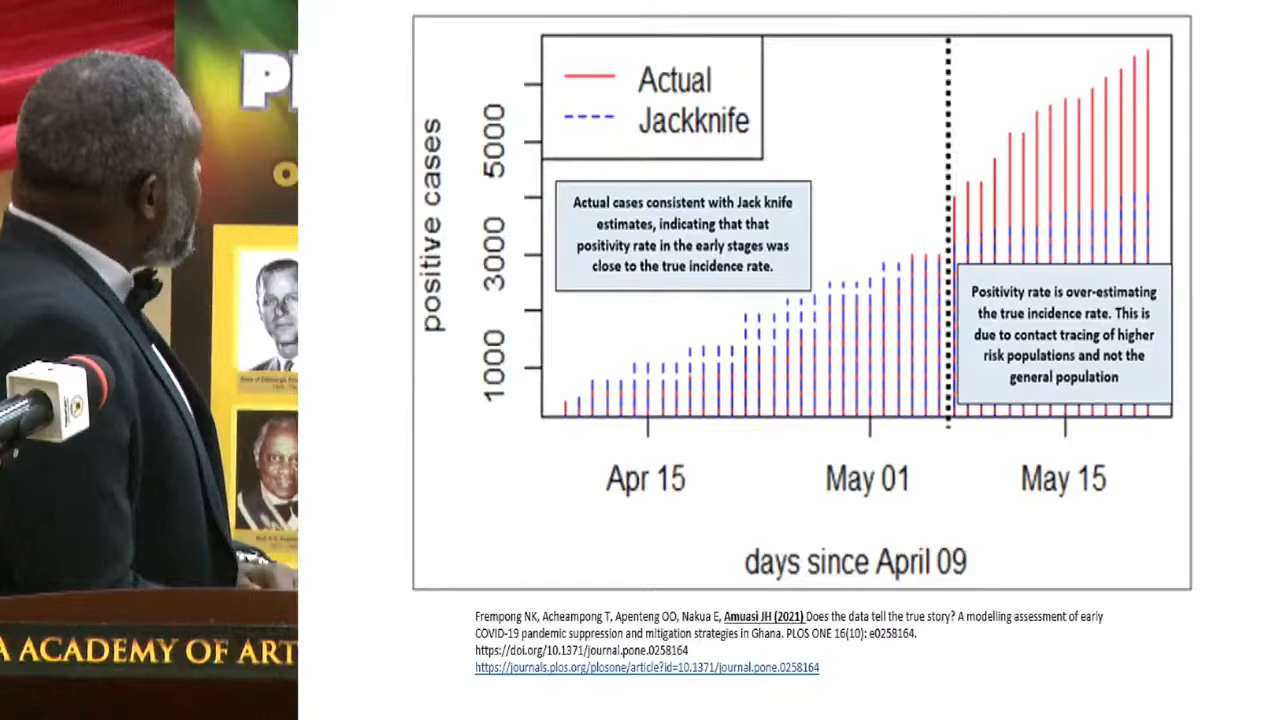 P
O
A ACADEMY OF ART
Actual
Jackknife
Actual cases consistent with Jack knife
estimates, indicating that that
positivity rate in the early stages was
close to the true incidence rate.
Positivity rate is over-estimating
the true incidence rate. This is
due to contact tracing of higher
risk populations and not the
general population
positive cases
5000
3000
1000
Apr 15 May 01 May 15
days since April 09
Frempong NK, Acheampong T, Apenteng OO, Nakua E, Amuasi JH (2021) Does the data tell the true story? A modelling assessment of early
COVID-19 pandemic suppression and mitigation strategies in Ghana. PLOS ONE 16(10): e0258164.
https://doi.org/10.1371/journal.pone.0258164
https://journals.plos.org/plosone/article?id=10.1371/journal.pone.0258164